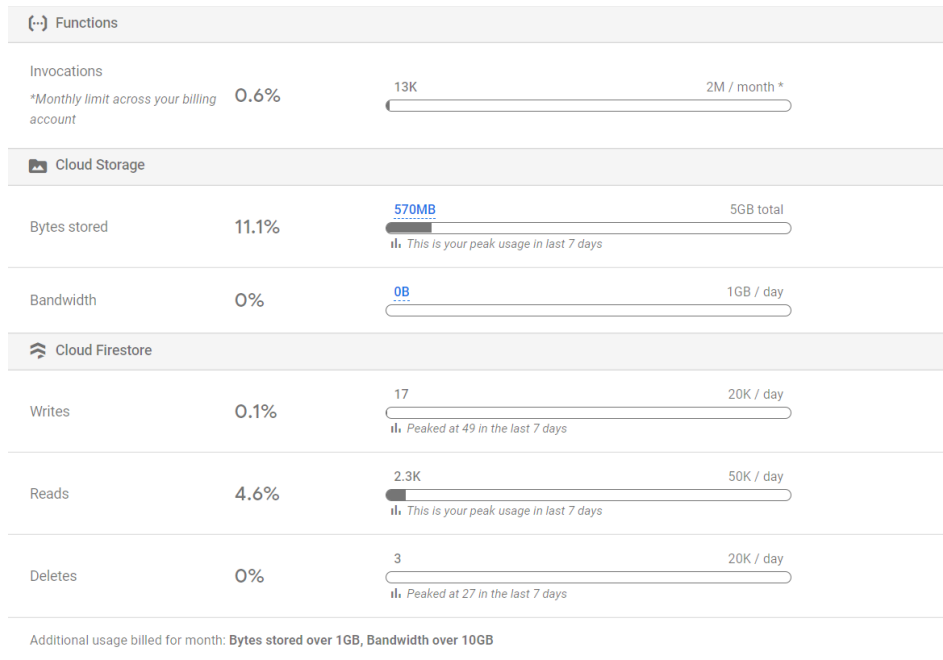 Functions
Invocations
*Monthly limit across your billing
account
0.6%
13K
2M / month *
Cloud Storage
Bytes stored
11.1%
570MB
5GB total
This is your peak usage in last 7 days
Bandwidth
0%
0B
1GB / day
Cloud Firestore
Writes
0.1%
17
20K / day
Peaked at 49 in the last 7 days
Reads
4.6%
2.3K
50K / day
This is your peak usage in last 7 days
Deletes
0%
3
20K / day
Peaked at 27 in the last 7 days
Additional usage billed for month: Bytes stored over 1GB, Bandwidth over 10GB